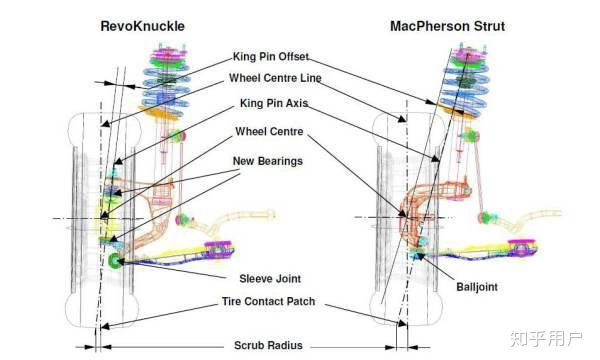 RevoKnuckle
MacPherson Strut
King Pin Offset
Wheel Centre Line
King Pin Axis
Wheel Centre
New Bearings
Sleeve Joint
Balljoint
Tire Contact Patch
Scrub Radius
知乎用户